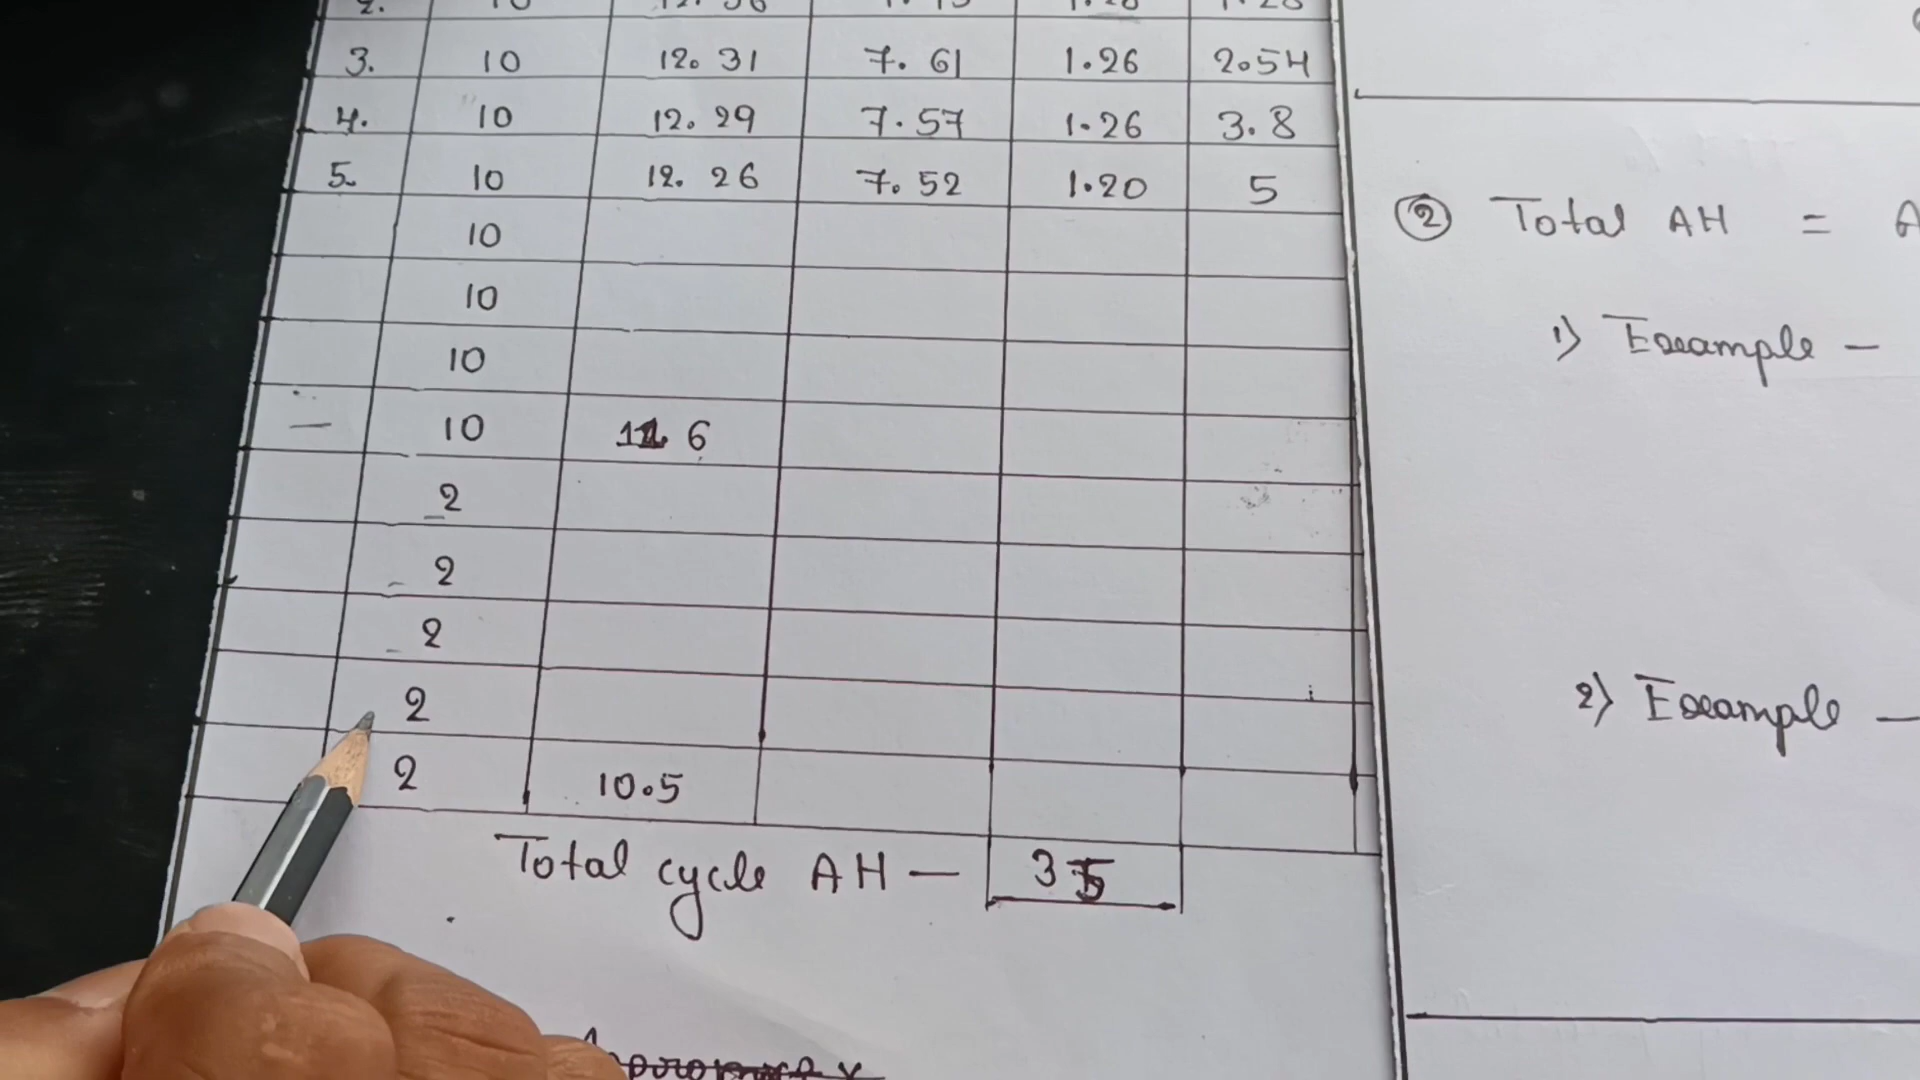 3. 10 12.31 7.61 1.26 2.54
4. 10 12.29 7.57 1.26 3.8
5. 10 12.26 7.52 1.20 5
10
10
10
— 10 11.6
2
2
2
2
2 10.5
Total cycle AH — 35
② Total AH = A
1) Example —
2) Example —